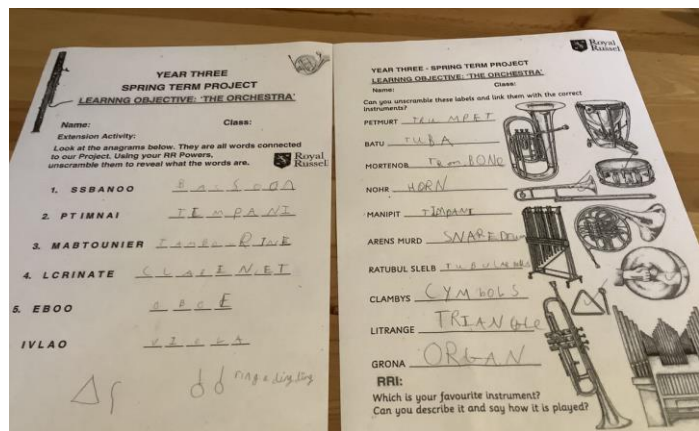 YEAR THREE
SPRING TERM PROJECT
LEARNING OBJECTIVE: 'THE ORCHESTRA'
Name: Class:
Extension Activity:
Look at the anagrams below. They are all words connected
to our Project. Using your RR Powers,
unscramble them to reveal what the words are.
Royal
Russell
1. SSBANOO
2. PTIMNAI TIMPANI
3. MABTOUNIER
4. LCRINATE CLARINET
5. EBOO OBOE
IVLAO VIOLA
ring a ding ding
Royal
Russell
YEAR THREE - SPRING TERM PROJECT
LEARNING OBJECTIVE: 'THE ORCHESTRA'
Name: Class:
Can you unscramble these labels and link them with the correct
instruments?
PETMURT TRUMPET
BATU TUBA
MORTENOB TromBONe
NOHR HORN
MANIPIT TIMPANI
ARENS MURD SNAREDrum
RATUBUL SLELB
CLAMBYS CYMBOLS
LITRANGE TRIANGle
GRONA ORGAN
RRI:
Which is your favourite instrument?
Can you describe it and say how it is played?